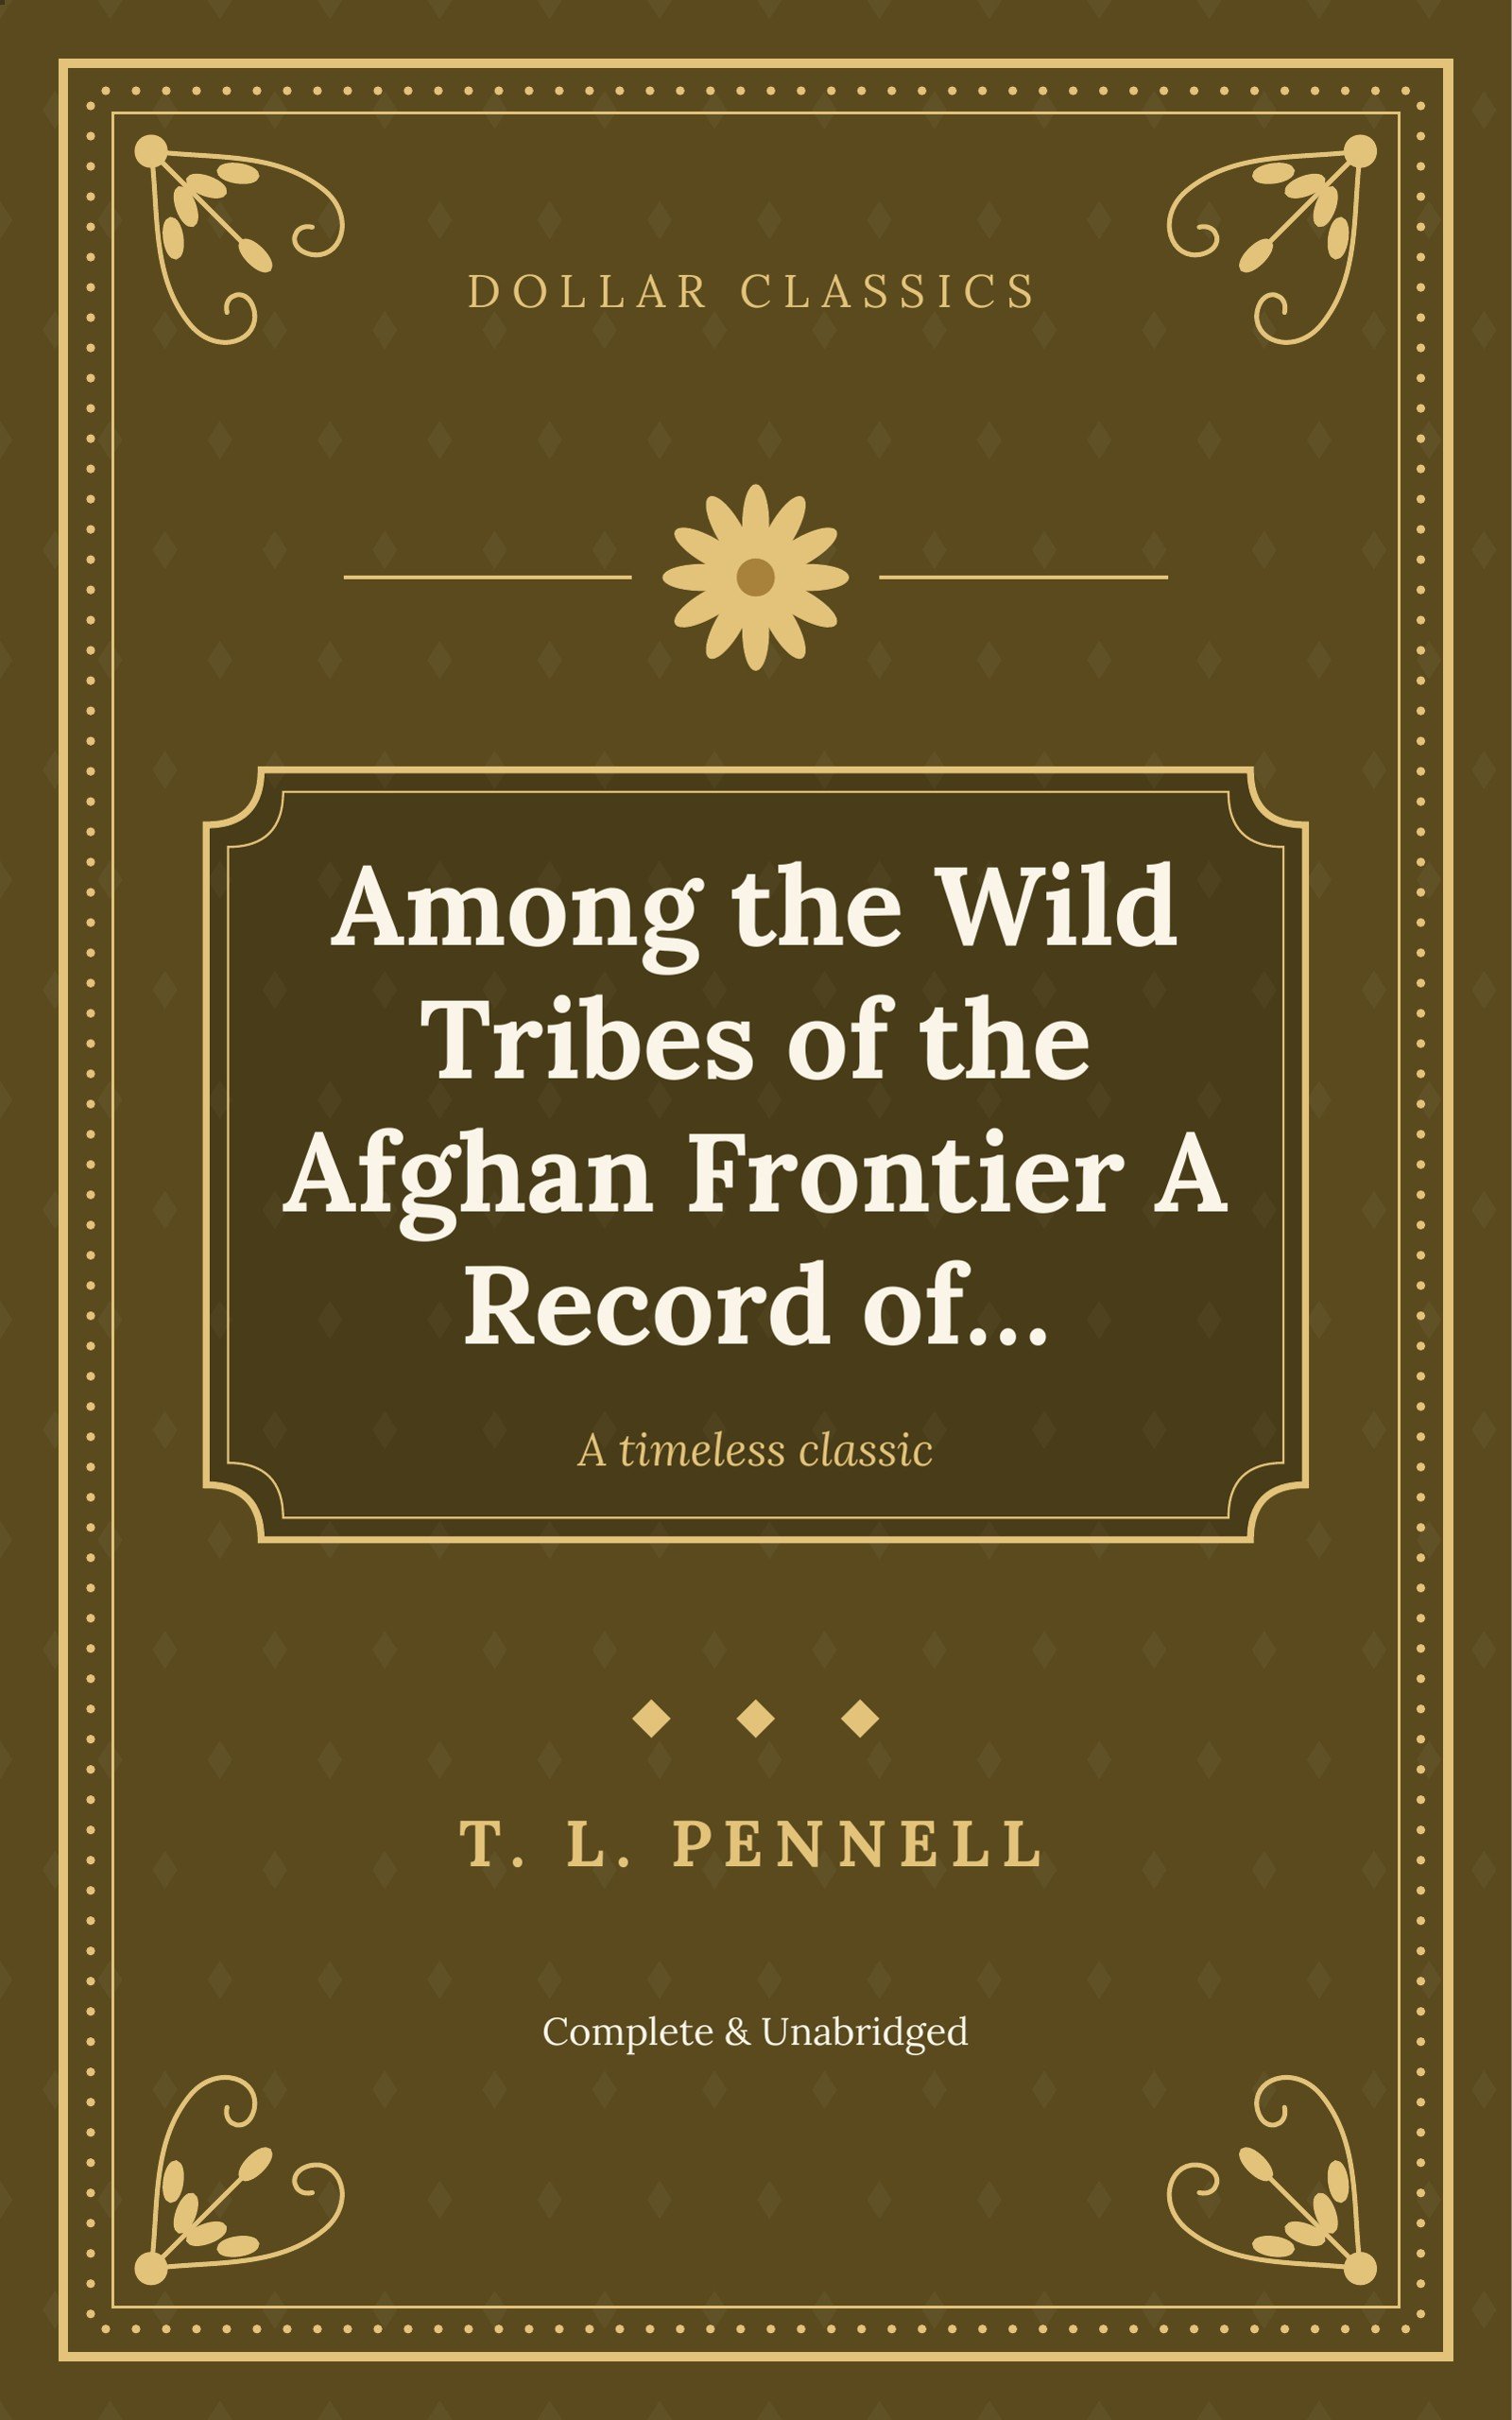 DOLLAR CLASSICS
Among the Wild
Tribes of the
Afghan Frontier A
Record of...
A timeless classic
T. L. PENNELL
Complete & Unabridged